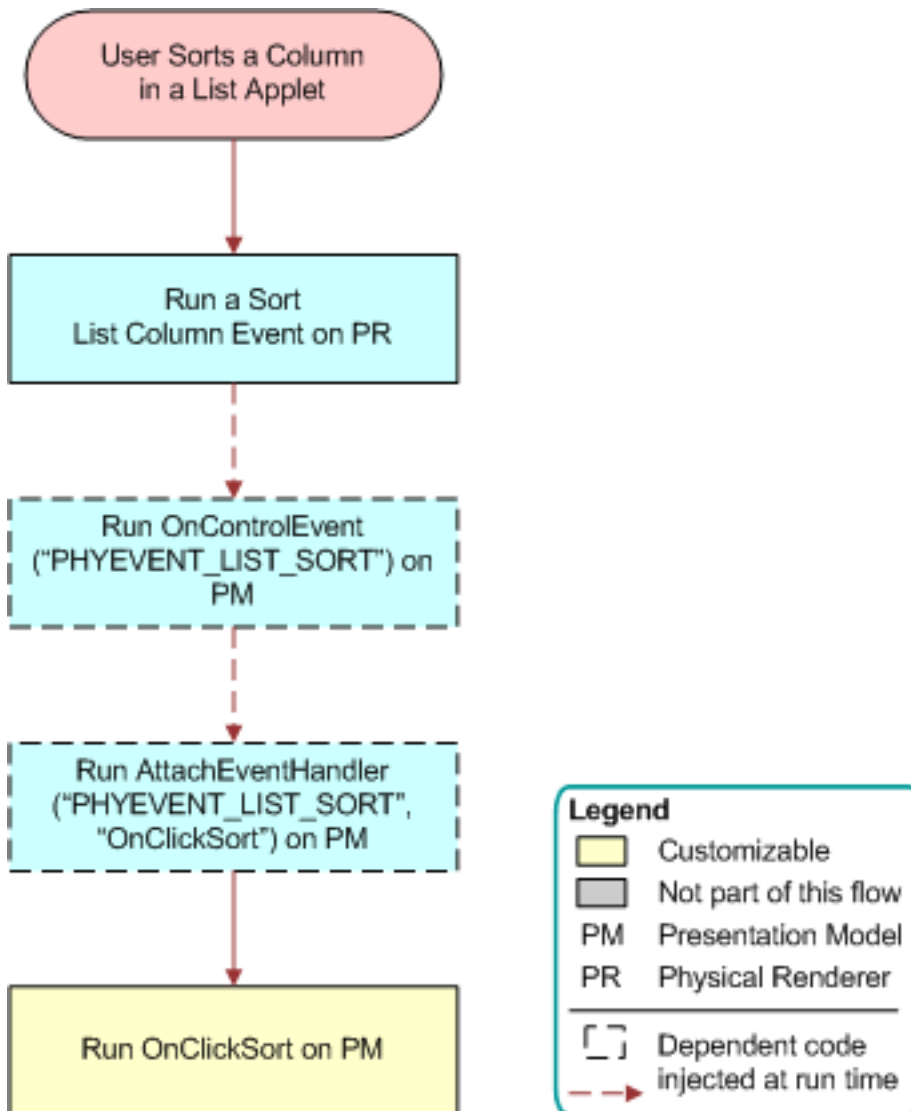 User Sorts a Column
in a List Applet
Run a Sort
List Column Event on PR
Run OnControlEvent
(“PHYEVENT_LIST_SORT”) on
PM
Run AttachEventHandler
(“PHYEVENT_LIST_SORT”,
“OnClickSort”) on PM
Run OnClickSort on PM
Legend
Customizable
Not part of this flow
PM Presentation Model
PR Physical Renderer
Dependent code
injected at run time